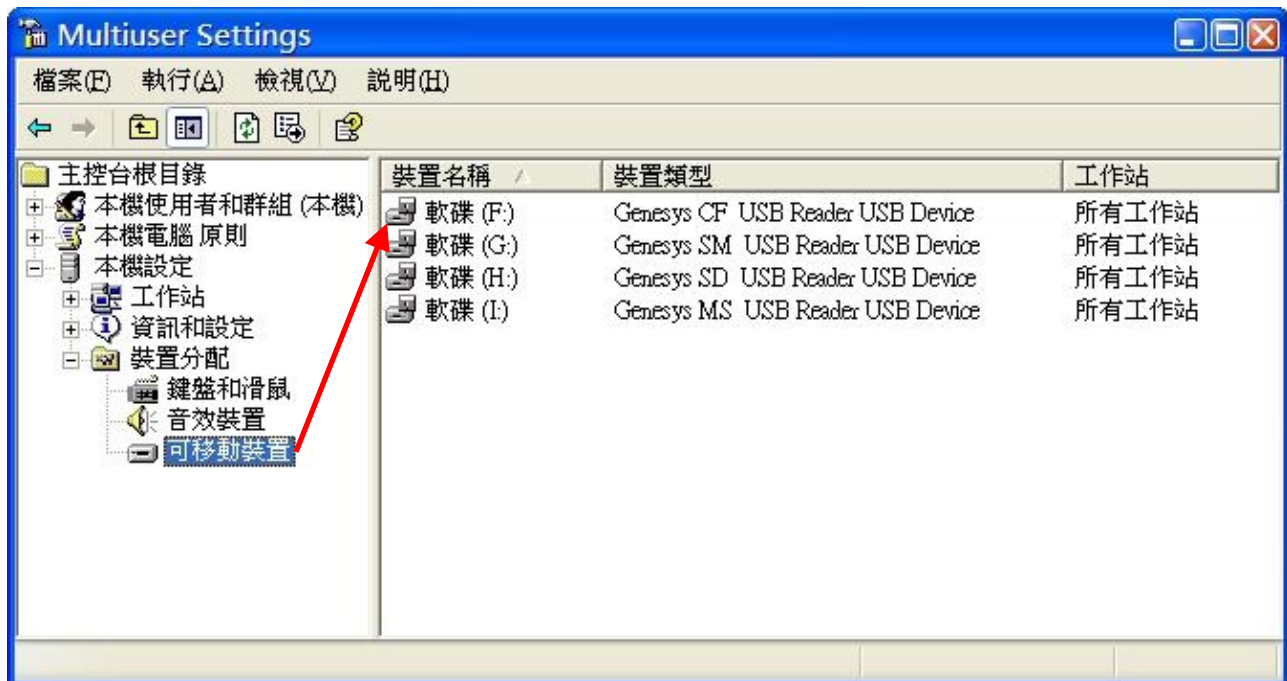 Multiuser Settings
檔案(F) 執行(A) 檢視(V) 說明(H)
主控台根目錄
本機使用者和群組 (本機)
本機電腦 原則
本機設定
工作站
資訊和設定
裝置分配
鍵盤和滑鼠
音效裝置
可移動裝置
裝置名稱 裝置類型 工作站
軟碟 (F:) Genesys CF USB Reader USB Device 所有工作站
軟碟 (G:) Genesys SM USB Reader USB Device 所有工作站
軟碟 (H:) Genesys SD USB Reader USB Device 所有工作站
軟碟 (I:) Genesys MS USB Reader USB Device 所有工作站